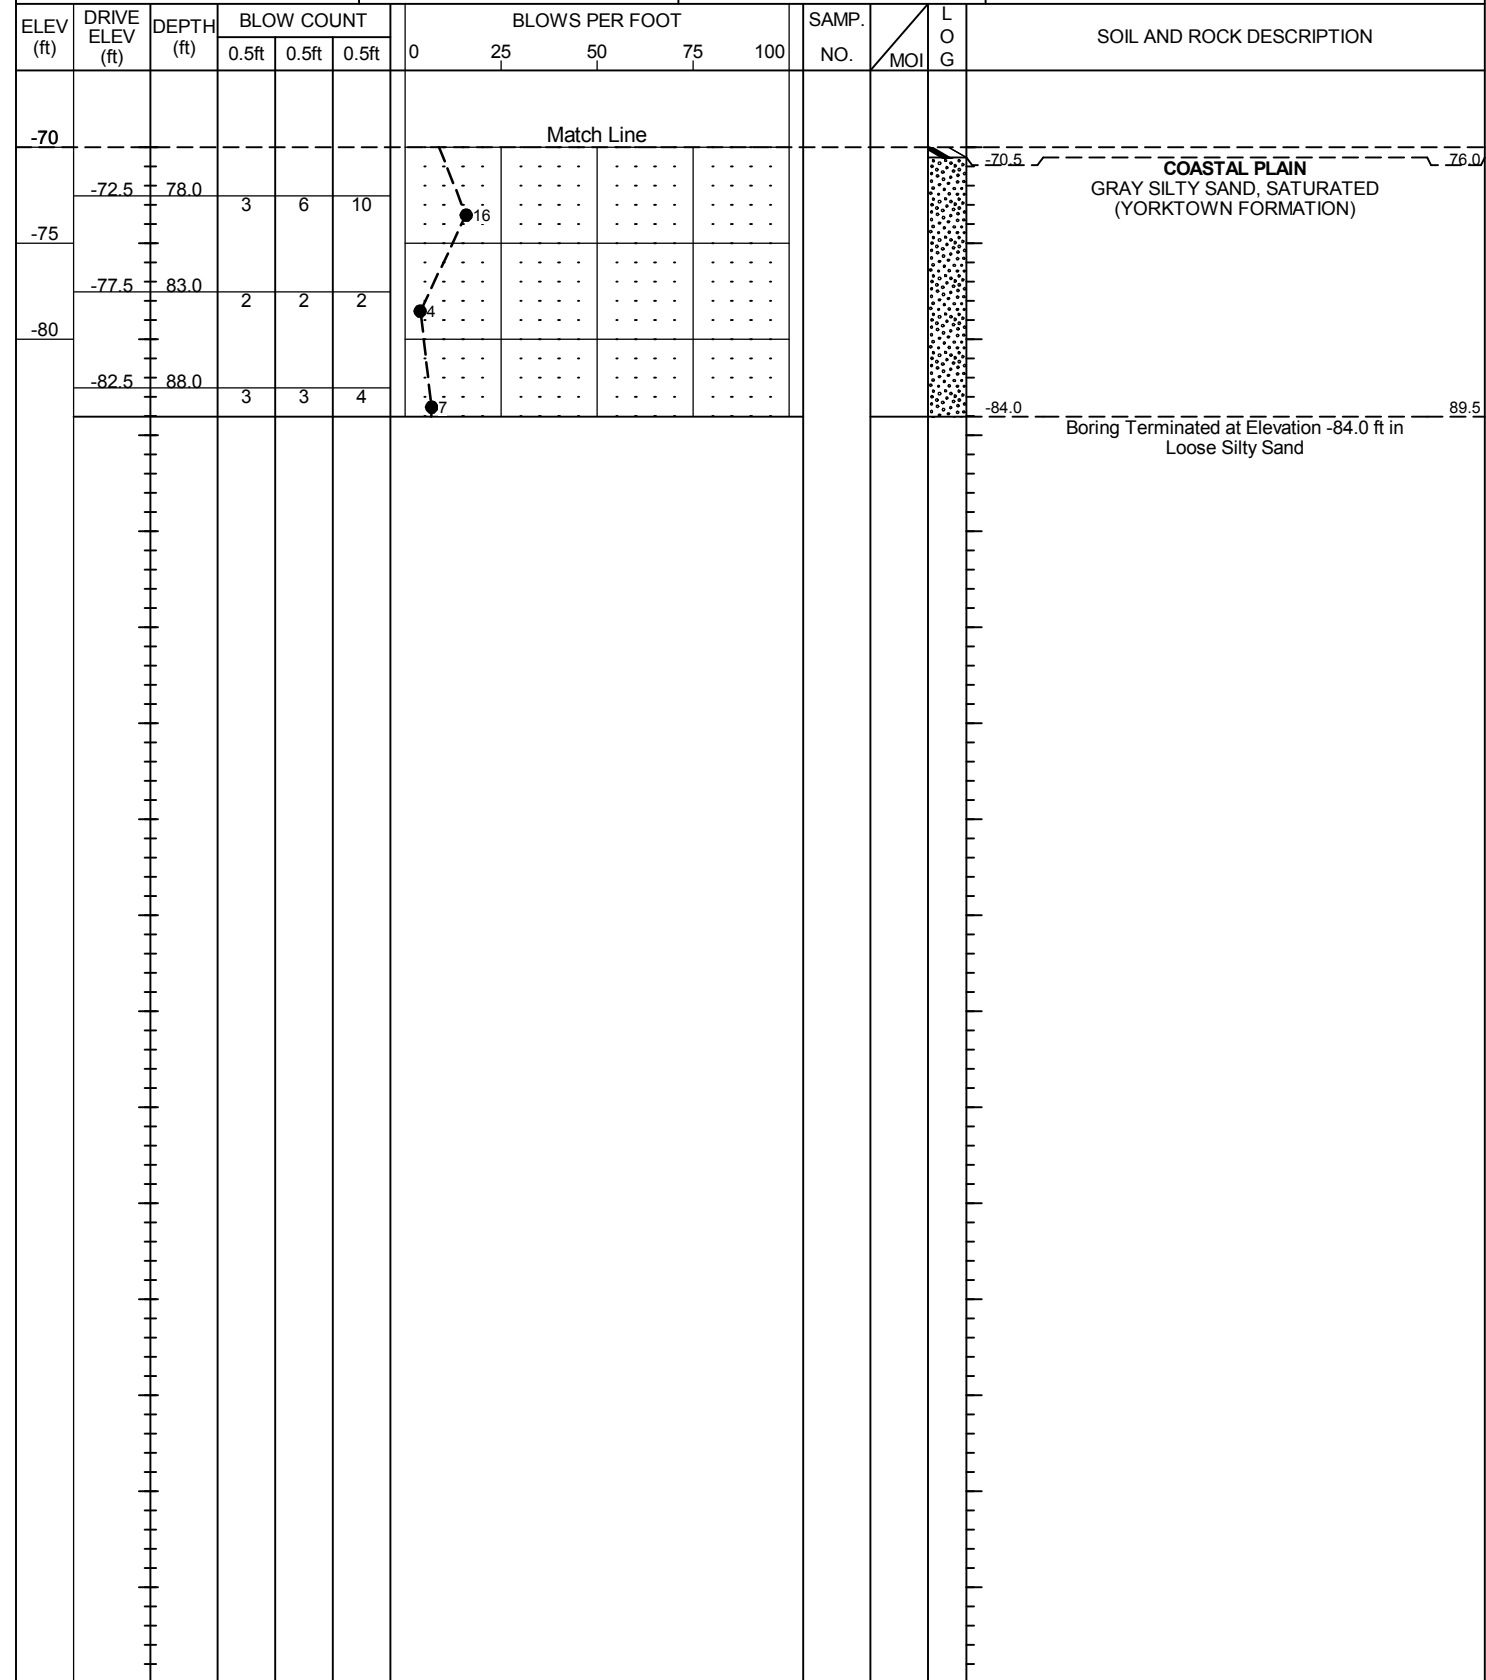 ELEV
(ft)
DRIVE
ELEV
(ft)
DEPTH
(ft)
BLOW COUNT
0.5ft 0.5ft 0.5ft
BLOWS PER FOOT
0 25 50 75 100
SAMP.
NO.
MOI
L
O
G
SOIL AND ROCK DESCRIPTION
-70
Match Line
-70.5 76.0
COASTAL PLAIN
GRAY SILTY SAND, SATURATED
(YORKTOWN FORMATION)
-72.5 78.0
3 6 10
16
-75
-77.5 83.0
2 2 2
4
-80
-82.5 88.0
3 3 4
7
-84.0 89.5
Boring Terminated at Elevation -84.0 ft in
Loose Silty Sand